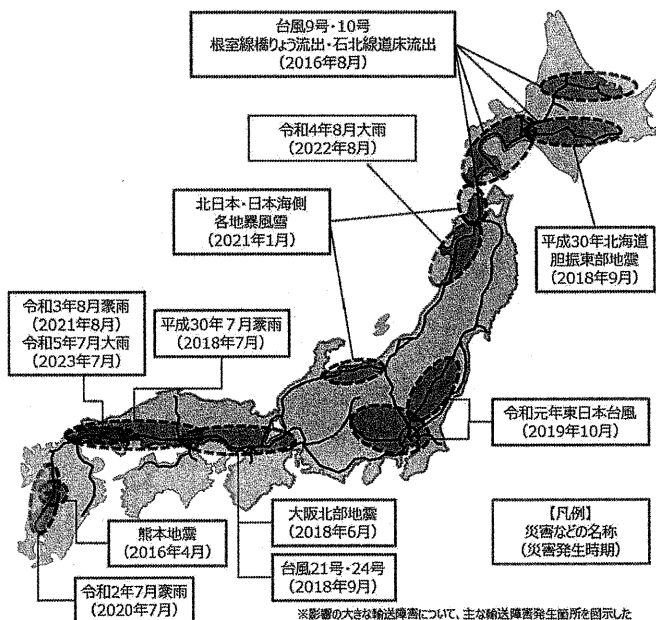 台風9号・10号
根室線橋りょう流出・石北線道床流出
(2016年8月)
令和4年8月大雨
(2022年8月)
北日本・日本海側
各地暴風雪
(2021年1月)
平成30年北海道
胆振東部地震
(2018年9月)
令和3年8月豪雨
(2021年8月)
令和5年7月大雨
(2023年7月)
平成30年7月豪雨
(2018年7月)
令和元年東日本台風
(2019年10月)
熊本地震
(2016年4月)
大阪北部地震
(2018年6月)
台風21号・24号
(2018年9月)
令和2年7月豪雨
(2020年7月)
【凡例】
災害などの名称
(災害発生時期)
※影響の大きな輸送障害について、主な輸送障害発生箇所を図示した